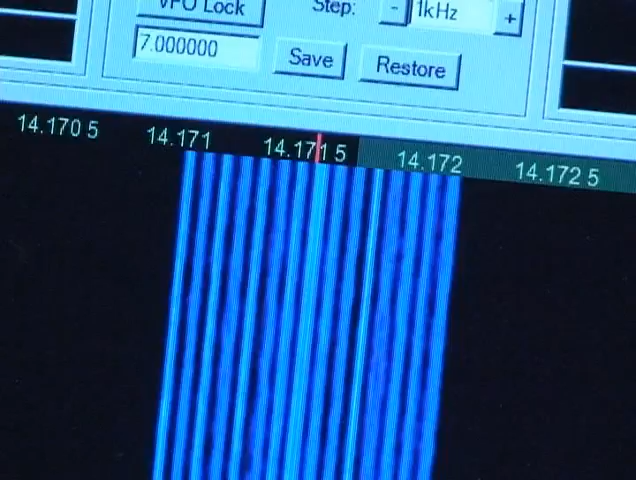 VFO Lock
Step: - 1kHz +
7.000000 Save Restore
14.170 5 14.171 14.171 5 14.172 14.172 5